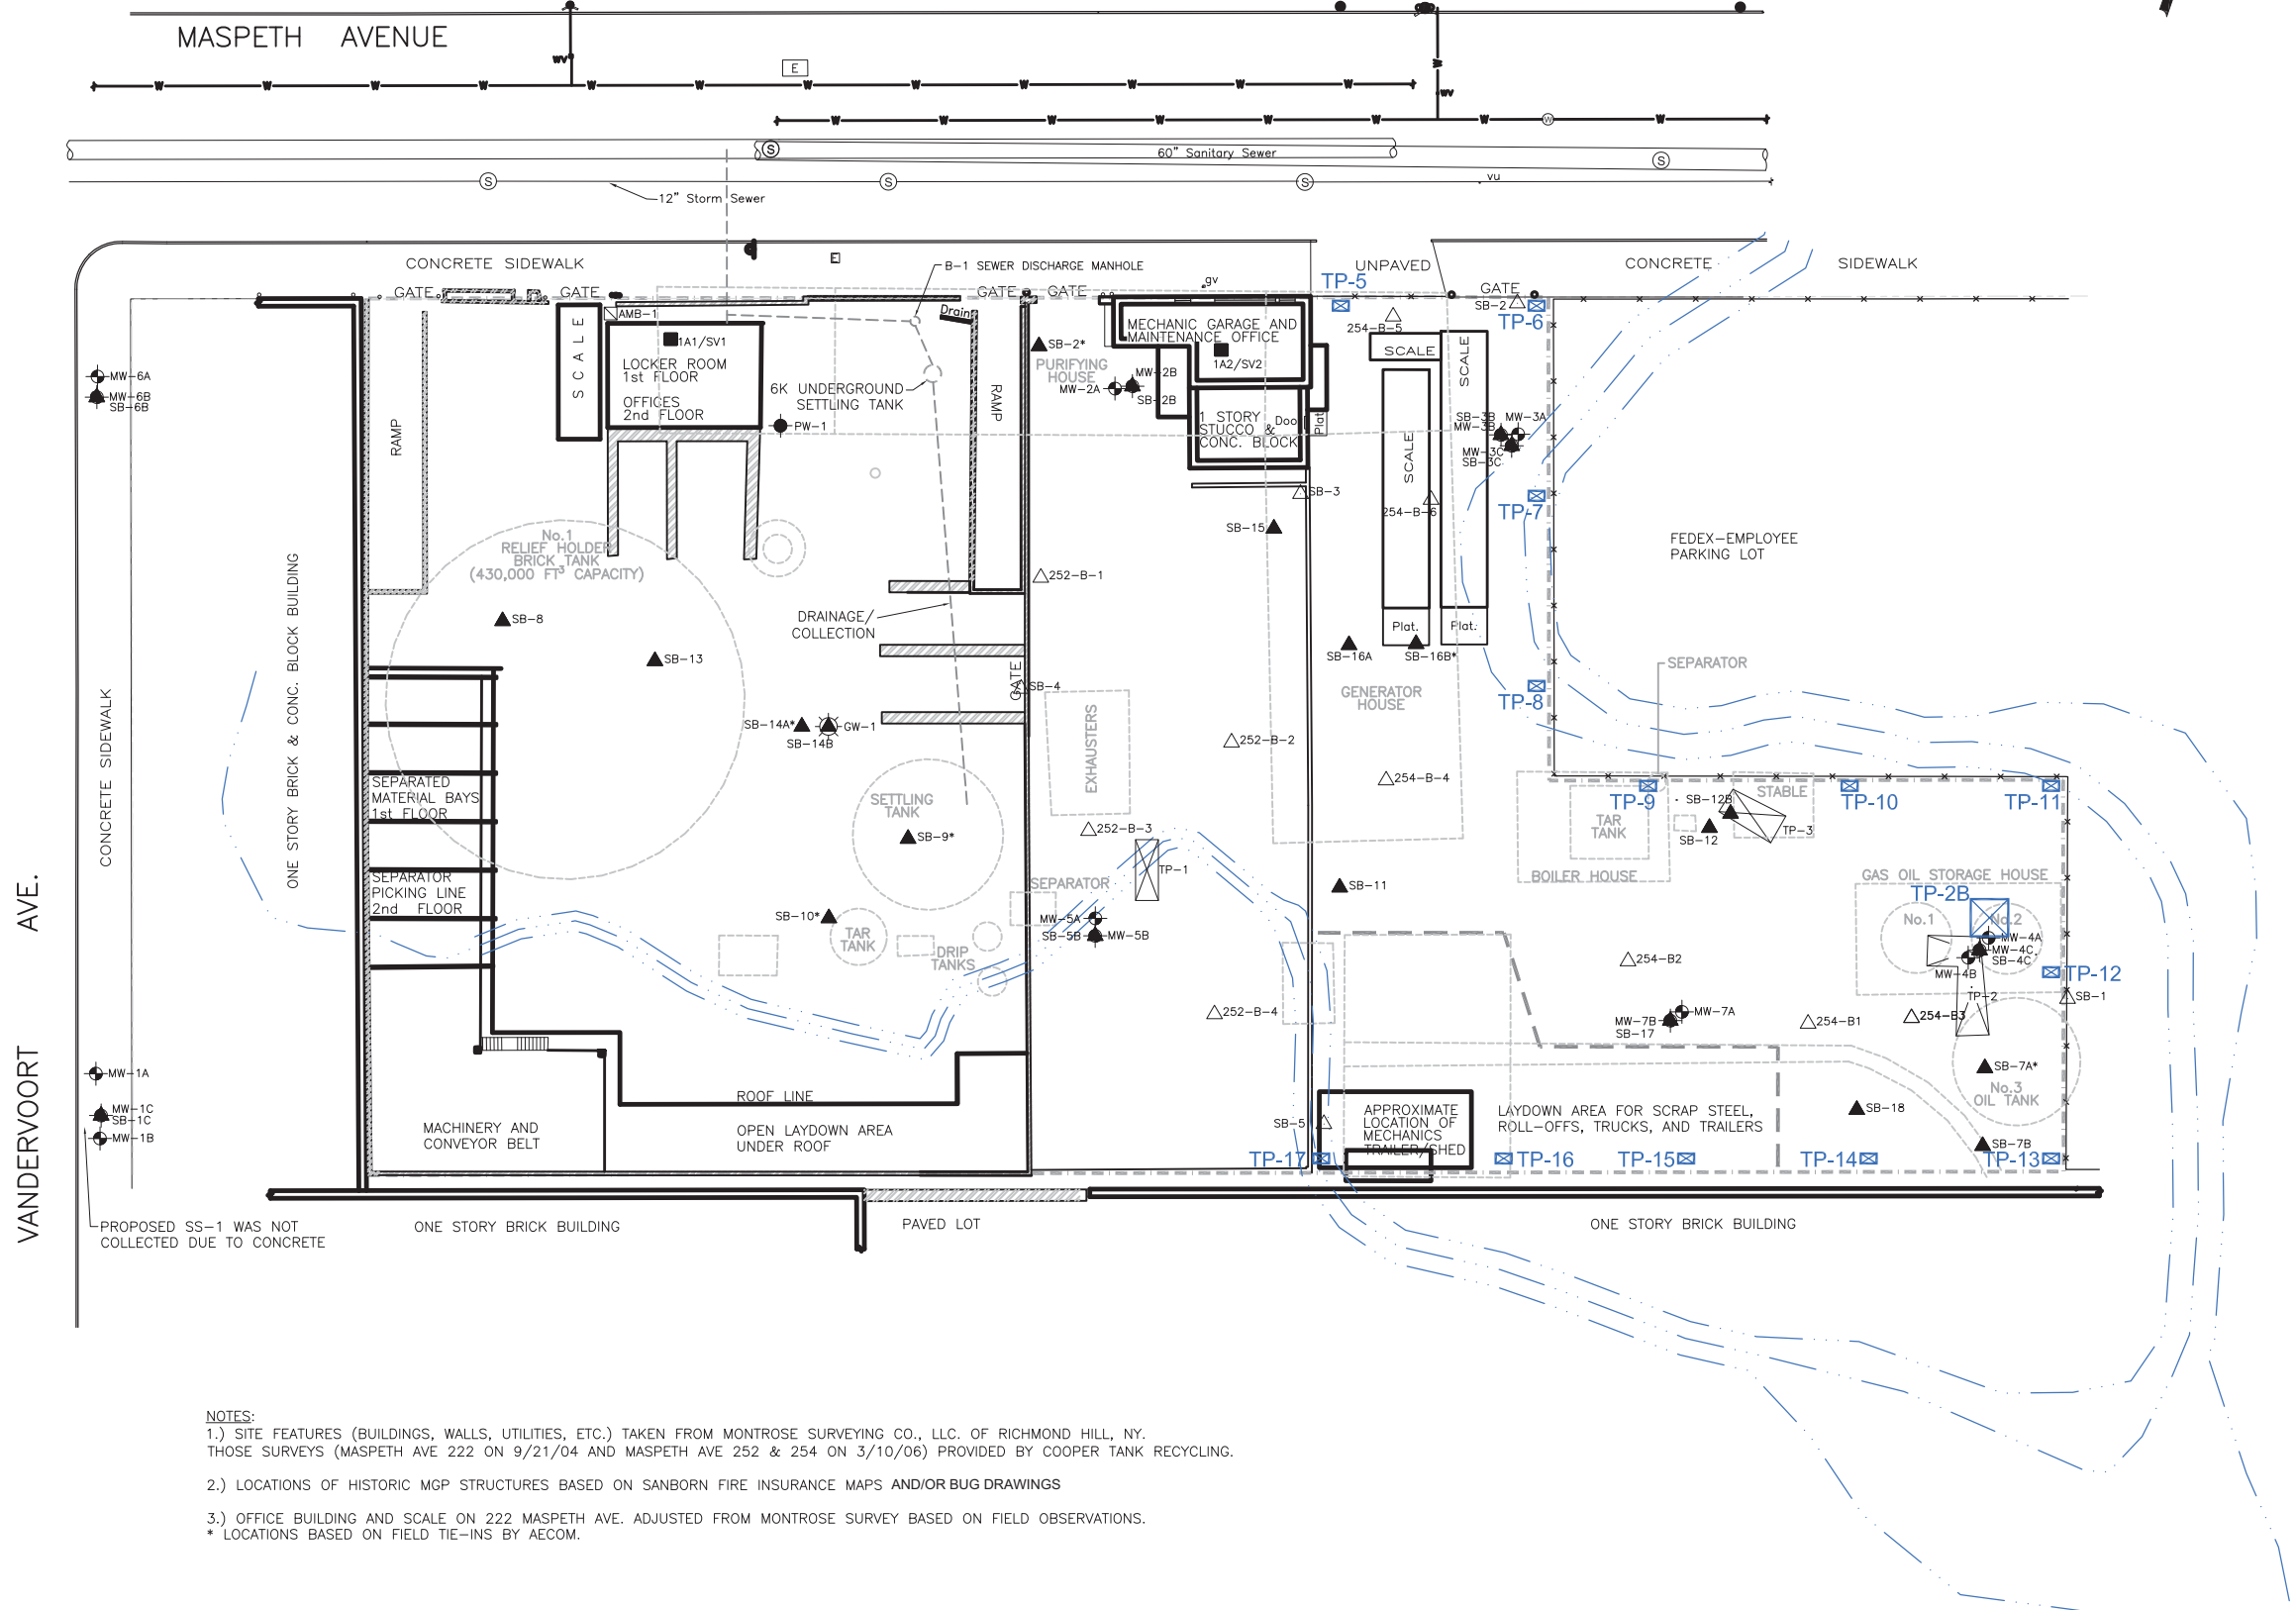 MASPETH AVENUE
WV
E
W W W W W W W W W W W W
W
WV
W W W W W W W W W
S
60" Sanitary Sewer
S
S
S
S
VU
12" Storm Sewer
CONCRETE SIDEWALK
E
B-1 SEWER DISCHARGE MANHOLE
gv
UNPAVED
CONCRETE SIDEWALK
TP-5
GATE
GATE
GATE
GATE
GATE
SB-2
TP-6
AMB-1
Drain
254-B-5
SCALE
1A1/SV1
LOCKER ROOM
1st FLOOR
OFFICES
2nd FLOOR
6K UNDERGROUND
SETTLING TANK
PW-1
RAMP
RAMP
SB-2*
PURIFYING
HOUSE
MECHANIC GARAGE AND
MAINTENANCE OFFICE
1A2/SV2
MW-2A
MW-2B
SB-2B
1 STORY
STUCCO &
CONC. BLOCK
Doo
Plat
SCALE
SCALE
SCALE
SB-3B
MW-3B
MW-3A
MW-3C
SB-3C
MW-6A
MW-6B
SB-6B
SB-3
254-B-6
TP-7
SB-15
FEDEX-EMPLOYEE
PARKING LOT
No.1
RELIEF HOLDER
BRICK TANK
(430,000 FT³ CAPACITY)
252-B-1
SB-8
DRAINAGE/
COLLECTION
Plat.
Plat.
SB-13
SB-16A
SB-16B*
SEPARATOR
GATE
SB-4
GENERATOR
HOUSE
TP-8
SB-14A*
SB-14B
GW-1
252-B-2
EXHAUSTERS
254-B-4
ONE STORY BRICK & CONC. BLOCK BUILDING
CONCRETE SIDEWALK
SEPARATED
MATERIAL BAYS
1st FLOOR
SETTLING
TANK
SB-9*
252-B-3
TP-9
SB-12B
STABLE
TP-10
TP-11
TAR
TANK
SB-12
TP-3
TP-1
SEPARATOR
PICKING LINE
2nd FLOOR
SEPARATOR
SB-11
BOILER HOUSE
GAS OIL STORAGE HOUSE
TP-2B
No.1
No.2
SB-10*
TAR
TANK
DRIP
TANKS
MW-5A
SB-5B
MW-5B
MW-4A
MW-4C
SB-4C
MW-4B
254-B2
TP-12
TP-2
SB-1
252-B-4
MW-7A
MW-7B
SB-17
254-B1
254-B3
SB-7A*
No.3
OIL TANK
MW-1A
MW-1C
SB-1C
MW-1B
ROOF LINE
MACHINERY AND
CONVEYOR BELT
OPEN LAYDOWN AREA
UNDER ROOF
SB-5
APPROXIMATE
LOCATION OF
MECHANICS
TRAILER/SHED
LAYDOWN AREA FOR SCRAP STEEL,
ROLL-OFFS, TRUCKS, AND TRAILERS
SB-18
SB-7B
TP-17
TP-16
TP-15
TP-14
TP-13
VANDERVOORT AVE.
PROPOSED SS-1 WAS NOT
COLLECTED DUE TO CONCRETE
ONE STORY BRICK BUILDING
PAVED LOT
ONE STORY BRICK BUILDING
NOTES:
1.) SITE FEATURES (BUILDINGS, WALLS, UTILITIES, ETC.) TAKEN FROM MONTROSE SURVEYING CO., LLC. OF RICHMOND HILL, NY.
THOSE SURVEYS (MASPETH AVE 222 ON 9/21/04 AND MASPETH AVE 252 & 254 ON 3/10/06) PROVIDED BY COOPER TANK RECYCLING.
2.) LOCATIONS OF HISTORIC MGP STRUCTURES BASED ON SANBORN FIRE INSURANCE MAPS AND/OR BUG DRAWINGS
3.) OFFICE BUILDING AND SCALE ON 222 MASPETH AVE. ADJUSTED FROM MONTROSE SURVEY BASED ON FIELD OBSERVATIONS.
* LOCATIONS BASED ON FIELD TIE-INS BY AECOM.